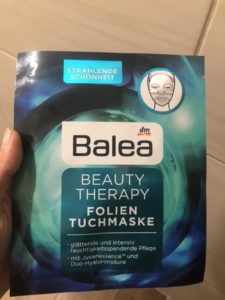 STRAHLENDE
SCHÖNHEIT
dm
Balea
BEAUTY
THERAPY
FOLIEN
TUCHMASKE
• glättende und intensiv
feuchtigkeitsspendende Pflege
• mit Juvenessence™ und
Duo-Hyaluronsäure